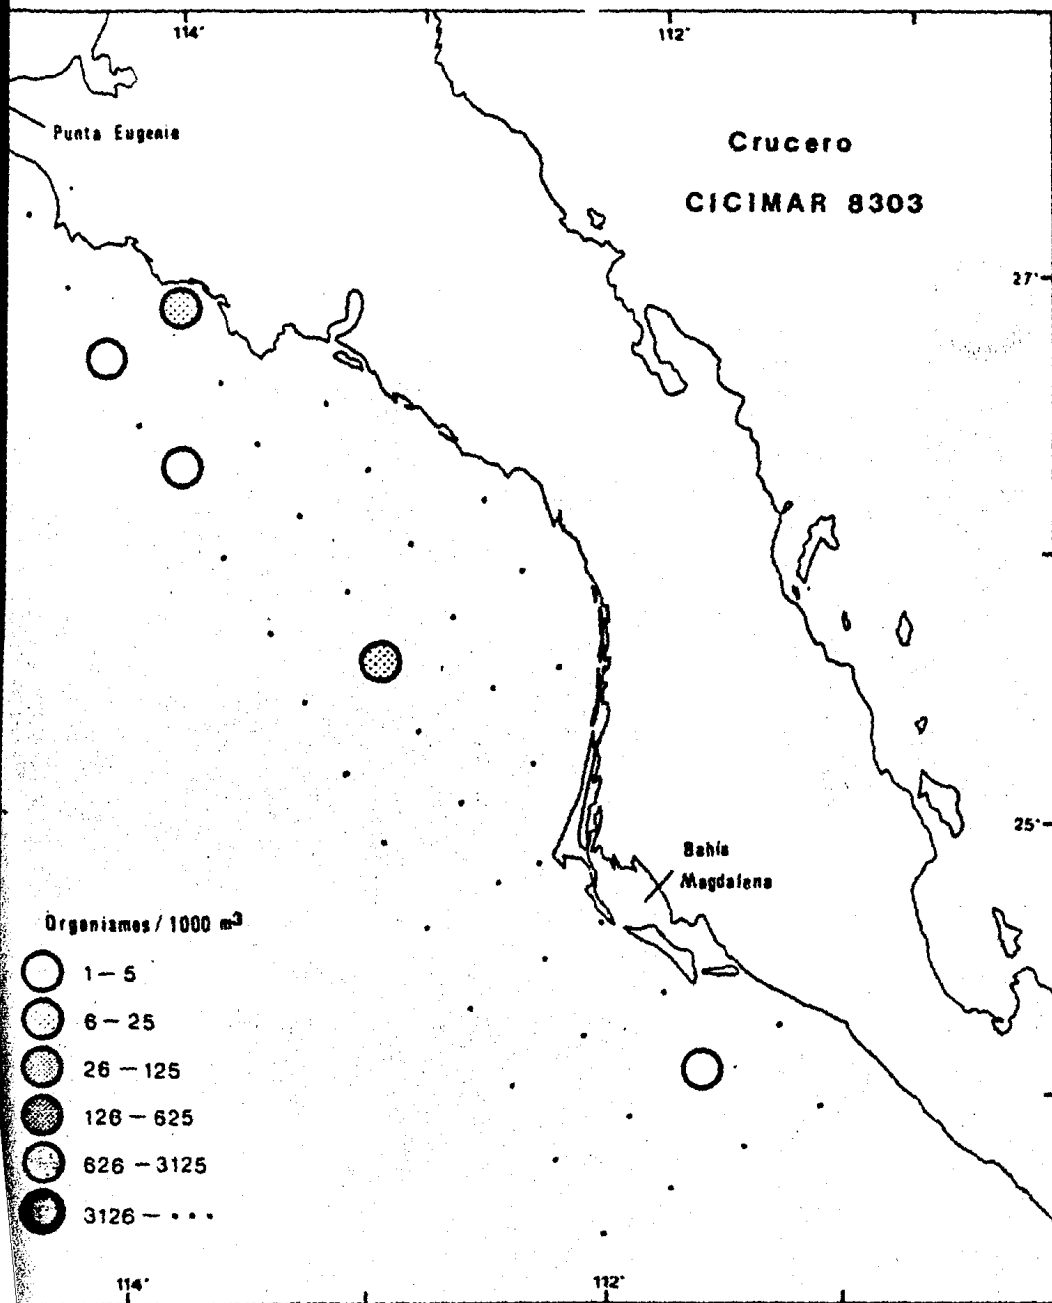 114°
112°
Punta Eugenia
Crucero
CICIMAR 8303
27°
25°
Bahía
Magdalena
Organismos / 1000 m³
1 – 5
6 – 25
26 – 125
126 – 625
626 – 3125
3126 – • • •
114°
112°